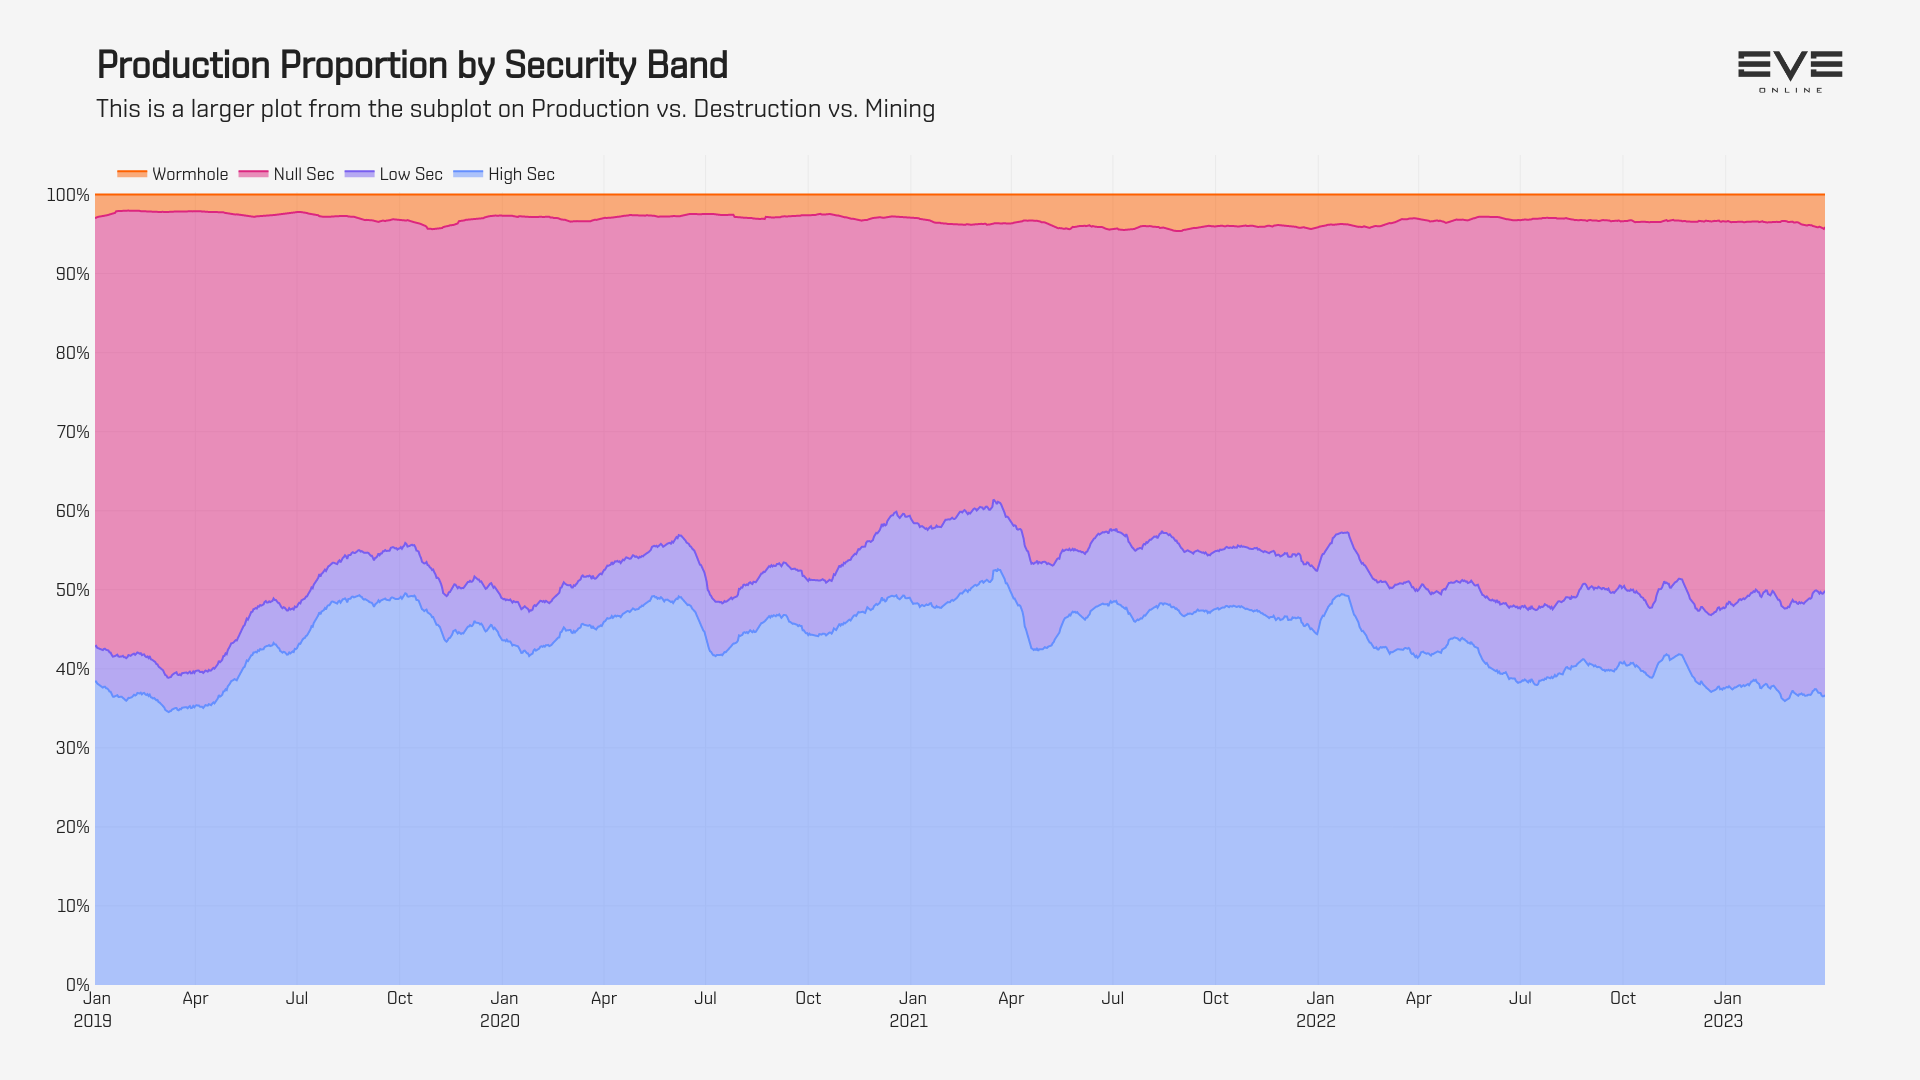 Production Proportion by Security Band
This is a larger plot from the subplot on Production vs. Destruction vs. Mining
EVE
ONLINE
Wormhole Null Sec Low Sec High Sec
100%
90%
80%
70%
60%
50%
40%
30%
20%
10%
0%
Jan Apr Jul Oct Jan Apr Jul Oct Jan Apr Jul Oct Jan Apr Jul Oct Jan
2019 2020 2021 2022 2023